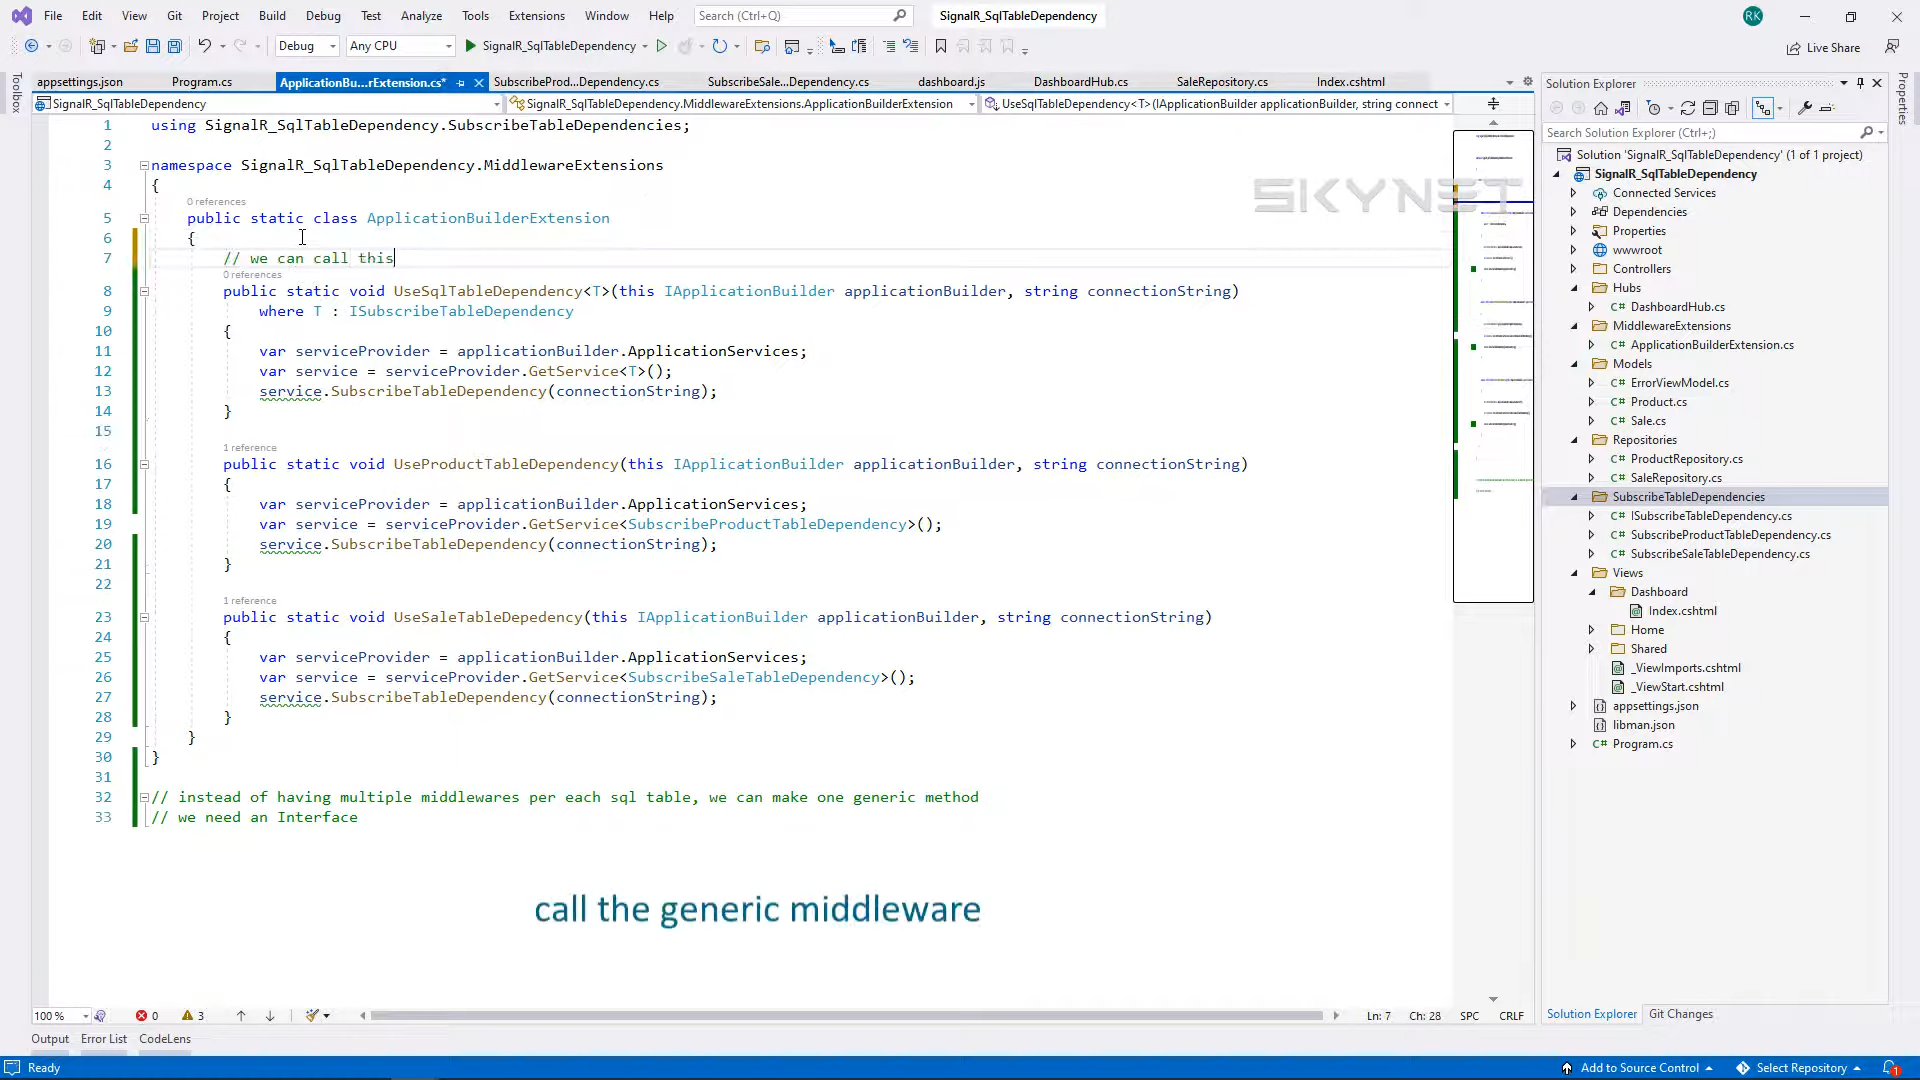 File Edit View Git Project Build Debug Test Analyze Tools Extensions Window Help Search (Ctrl+Q) SignalR_SqlTableDependency RK
Debug Any CPU SignalR_SqlTableDependency Live Share
appsettings.json Program.cs ApplicationBu...rExtension.cs* SubscribeProd...Dependency.cs SubscribeSale...Dependency.cs dashboard.js DashboardHub.cs SaleRepository.cs Index.cshtml
SignalR_SqlTableDependency SignalR_SqlTableDependency.MiddlewareExtensions.ApplicationBuilderExtension UseSqlTableDependency<T>(IApplicationBuilder applicationBuilder, string connect
Toolbox
1 using SignalR_SqlTableDependency.SubscribeTableDependencies;
2
3 namespace SignalR_SqlTableDependency.MiddlewareExtensions
4 {
0 references
5 public static class ApplicationBuilderExtension
6 {
7 // we can call this
0 references
8 public static void UseSqlTableDependency<T>(this IApplicationBuilder applicationBuilder, string connectionString)
9 where T : ISubscribeTableDependency
10 {
11 var serviceProvider = applicationBuilder.ApplicationServices;
12 var service = serviceProvider.GetService<T>();
13 service.SubscribeTableDependency(connectionString);
14 }
15
1 reference
16 public static void UseProductTableDependency(this IApplicationBuilder applicationBuilder, string connectionString)
17 {
18 var serviceProvider = applicationBuilder.ApplicationServices;
19 var service = serviceProvider.GetService<SubscribeProductTableDependency>();
20 service.SubscribeTableDependency(connectionString);
21 }
22
1 reference
23 public static void UseSaleTableDepedency(this IApplicationBuilder applicationBuilder, string connectionString)
24 {
25 var serviceProvider = applicationBuilder.ApplicationServices;
26 var service = serviceProvider.GetService<SubscribeSaleTableDependency>();
27 service.SubscribeTableDependency(connectionString);
28 }
29 }
30 }
31
32 // instead of having multiple middlewares per each sql table, we can make one generic method
33 // we need an Interface
SKYNET
call the generic middleware
100 % 0 3 Ln: 7 Ch: 28 SPC CRLF
Output Error List CodeLens
Solution Explorer
Search Solution Explorer (Ctrl+;)
Solution 'SignalR_SqlTableDependency' (1 of 1 project)
SignalR_SqlTableDependency
Connected Services
Dependencies
Properties
wwwroot
Controllers
Hubs
C# DashboardHub.cs
MiddlewareExtensions
C# ApplicationBuilderExtension.cs
Models
C# ErrorViewModel.cs
C# Product.cs
C# Sale.cs
Repositories
C# ProductRepository.cs
C# SaleRepository.cs
SubscribeTableDependencies
C# ISubscribeTableDependency.cs
C# SubscribeProductTableDependency.cs
C# SubscribeSaleTableDependency.cs
Views
Dashboard
Index.cshtml
Home
Shared
_ViewImports.cshtml
_ViewStart.cshtml
appsettings.json
libman.json
C# Program.cs
Solution Explorer Git Changes
Properties
Ready Add to Source Control Select Repository 1